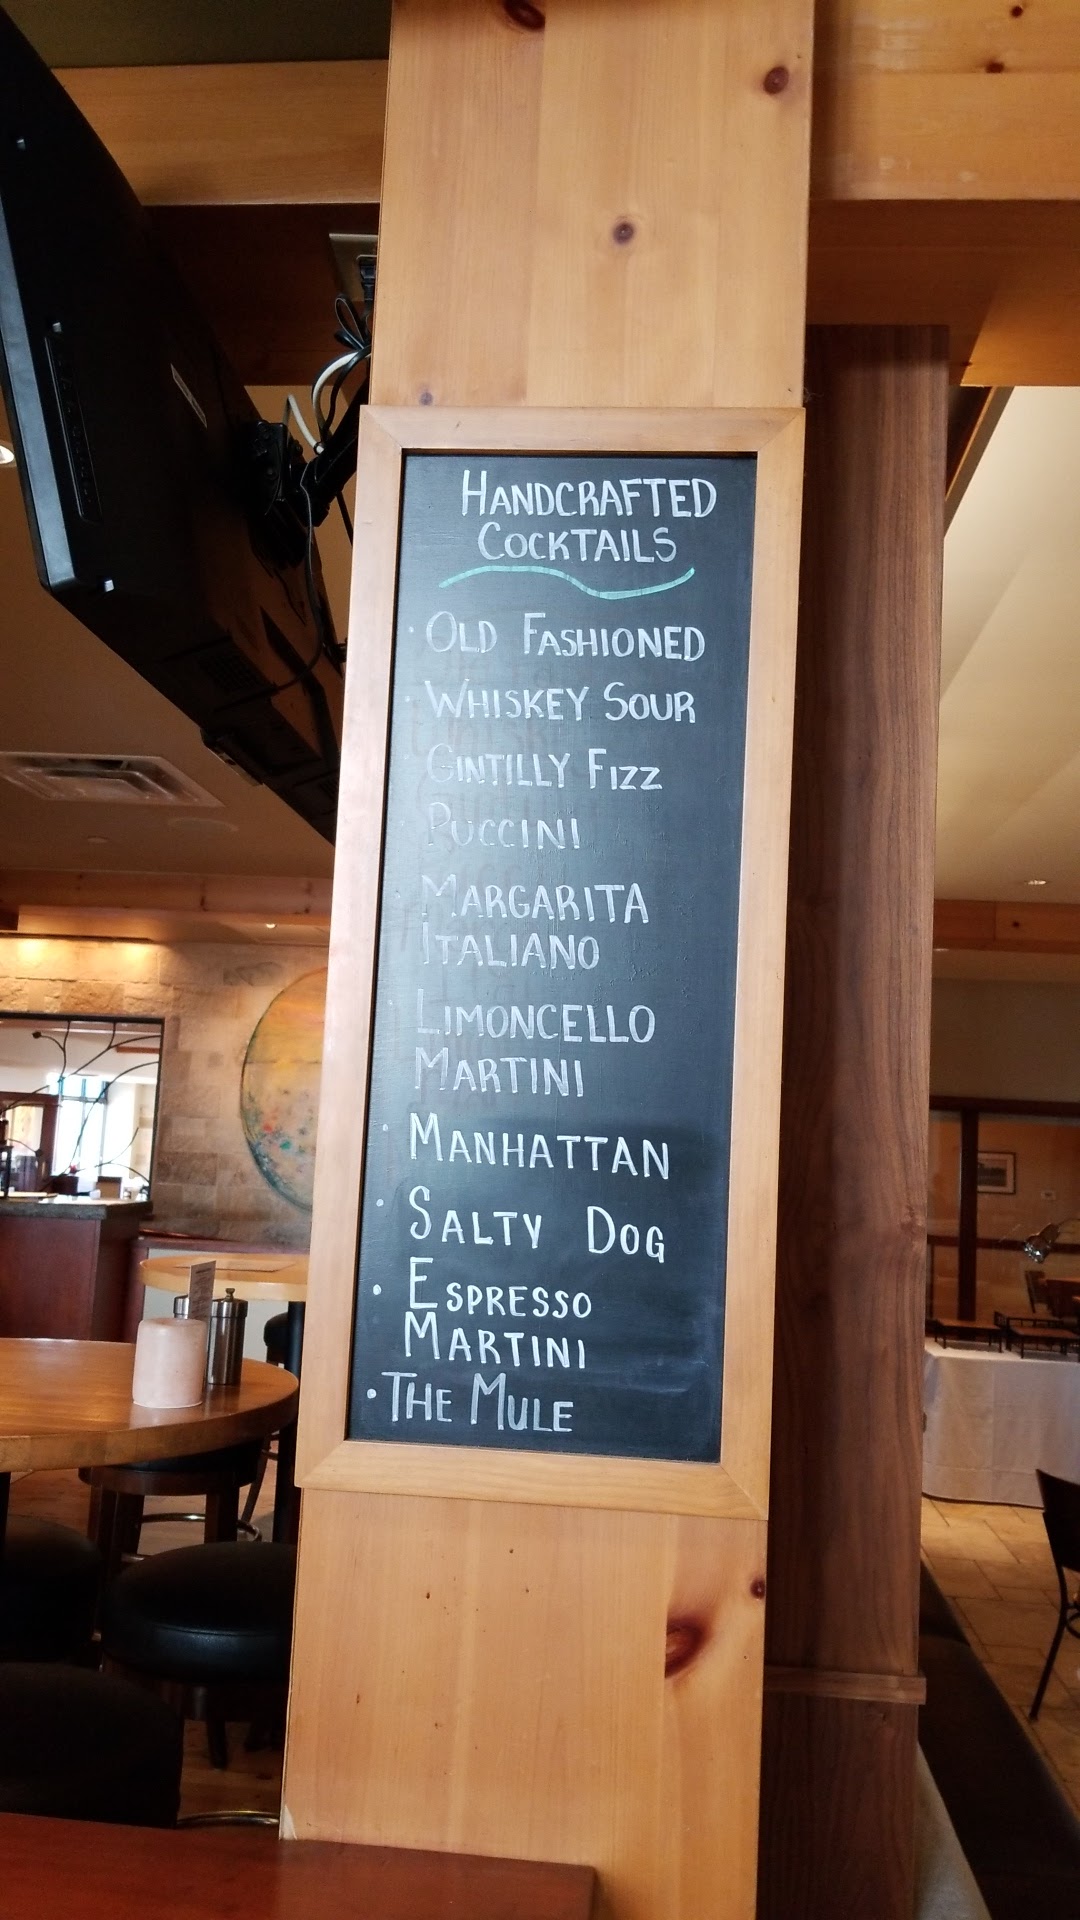 HANDCRAFTED
COCKTAILS
· OLD FASHIONED
· WHISKEY SOUR
· GINTILLY FIZZ
· PUCCINI
· MARGARITA
ITALIANO
· LIMONCELLO
MARTINI
· MANHATTAN
· SALTY DOG
· ESPRESSO
MARTINI
· THE MULE